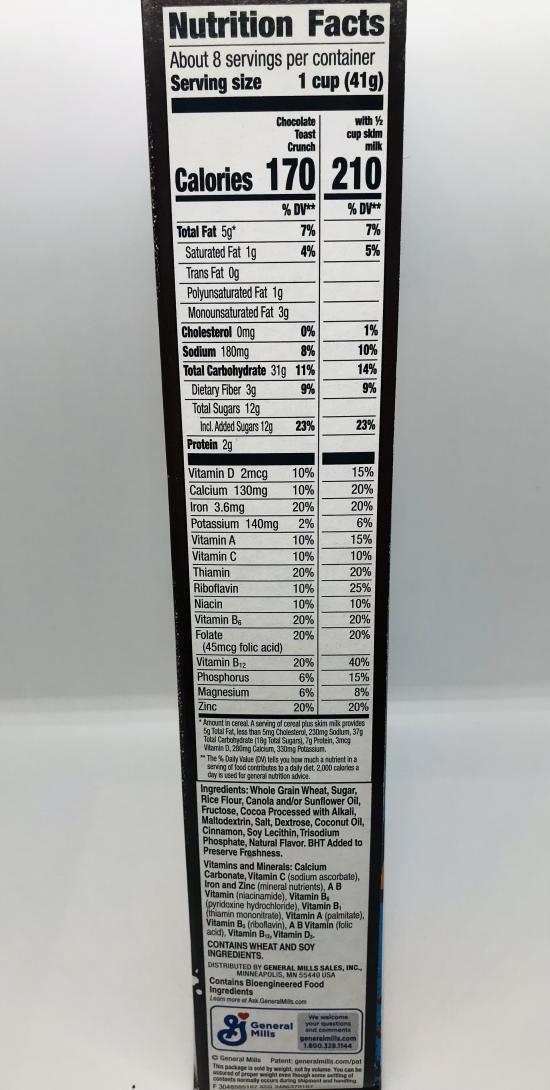 Nutrition Facts
About 8 servings per container
Serving size 1 cup (41g)
Chocolate Toast Crunch with ½ cup skim milk
Calories 170 210
% DV** % DV**
Total Fat 5g* 7% 7%
Saturated Fat 1g 4% 5%
Trans Fat 0g
Polyunsaturated Fat 1g
Monounsaturated Fat 3g
Cholesterol 0mg 0% 1%
Sodium 180mg 8% 10%
Total Carbohydrate 31g 11% 14%
Dietary Fiber 3g 9% 9%
Total Sugars 12g
Incl. Added Sugars 12g 23% 23%
Protein 2g
Vitamin D 2mcg 10% 15%
Calcium 130mg 10% 20%
Iron 3.6mg 20% 20%
Potassium 140mg 2% 6%
Vitamin A 10% 15%
Vitamin C 10% 10%
Thiamin 20% 20%
Riboflavin 10% 25%
Niacin 10% 10%
Vitamin B₆ 20% 20%
Folate 20% 20%
(45mcg folic acid)
Vitamin B₁₂ 20% 40%
Phosphorus 6% 15%
Magnesium 6% 8%
Zinc 20% 20%
* Amount in cereal. A serving of cereal plus skim milk provides
5g Total Fat, less than 5mg Cholesterol, 230mg Sodium, 37g
Total Carbohydrate (18g Total Sugars), 7g Protein, 3mcg
Vitamin D, 280mg Calcium, 330mg Potassium.
** The % Daily Value (DV) tells you how much a nutrient in a
serving of food contributes to a daily diet. 2,000 calories a
day is used for general nutrition advice.
Ingredients: Whole Grain Wheat, Sugar,
Rice Flour, Canola and/or Sunflower Oil,
Fructose, Cocoa Processed with Alkali,
Maltodextrin, Salt, Dextrose, Coconut Oil,
Cinnamon, Soy Lecithin, Trisodium
Phosphate, Natural Flavor. BHT Added to
Preserve Freshness.
Vitamins and Minerals: Calcium
Carbonate, Vitamin C (sodium ascorbate),
Iron and Zinc (mineral nutrients), A B
Vitamin (niacinamide), Vitamin B₆
(pyridoxine hydrochloride), Vitamin B₁
(thiamin mononitrate), Vitamin A (palmitate),
Vitamin B₂ (riboflavin), A B Vitamin (folic
acid), Vitamin B₁₂, Vitamin D₃.
CONTAINS WHEAT AND SOY
INGREDIENTS.
DISTRIBUTED BY GENERAL MILLS SALES, INC.,
MINNEAPOLIS, MN 55440 USA
Contains Bioengineered Food
Ingredients
Learn more at Ask.GeneralMills.com
General Mills
We welcome
your questions
and comments
generalmills.com
1.800.328.1144
© General Mills Patent: generalmills.com/pat
This package is sold by weight, not by volume. You can be
assured of proper weight even though some settling of
contents normally occurs during shipment and handling.